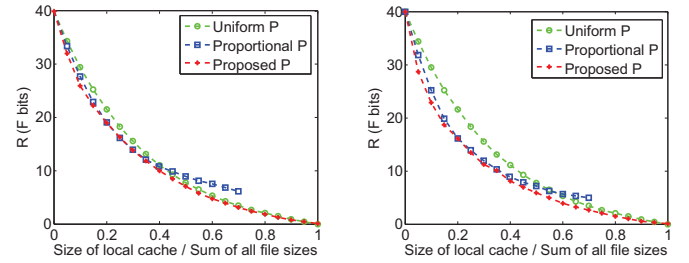 40
30
20
10
0
R (F bits)
Uniform P
Proportional P
Proposed P
0 0.2 0.4 0.6 0.8 1
Size of local cache / Sum of all file sizes
40
30
20
10
0
R (F bits)
Uniform P
Proportional P
Proposed P
0 0.2 0.4 0.6 0.8 1
Size of local cache / Sum of all file sizes